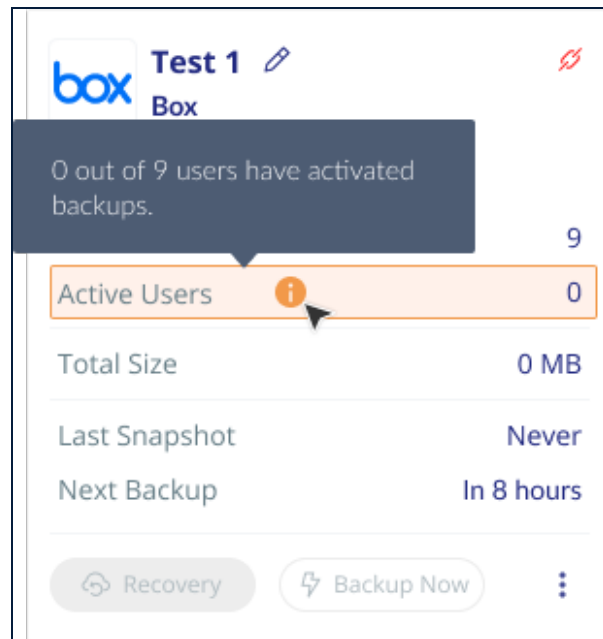 box
Test 1
Box
0 out of 9 users have activated
backups.
9
Active Users i 0
Total Size 0 MB
Last Snapshot Never
Next Backup In 8 hours
Recovery Backup Now